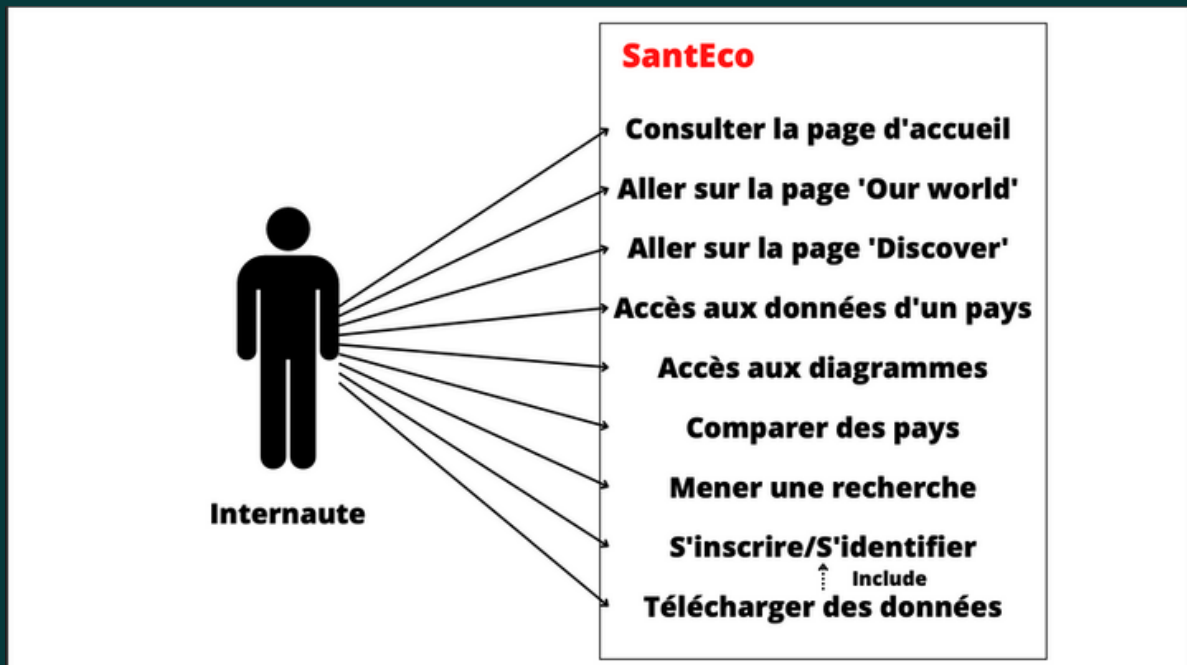 SantEco
Consulter la page d'accueil
Aller sur la page 'Our world'
Aller sur la page 'Discover'
Accès aux données d'un pays
Accès aux diagrammes
Comparer des pays
Mener une recherche
Internaute
S'inscrire/S'identifier
Include
Télécharger des données